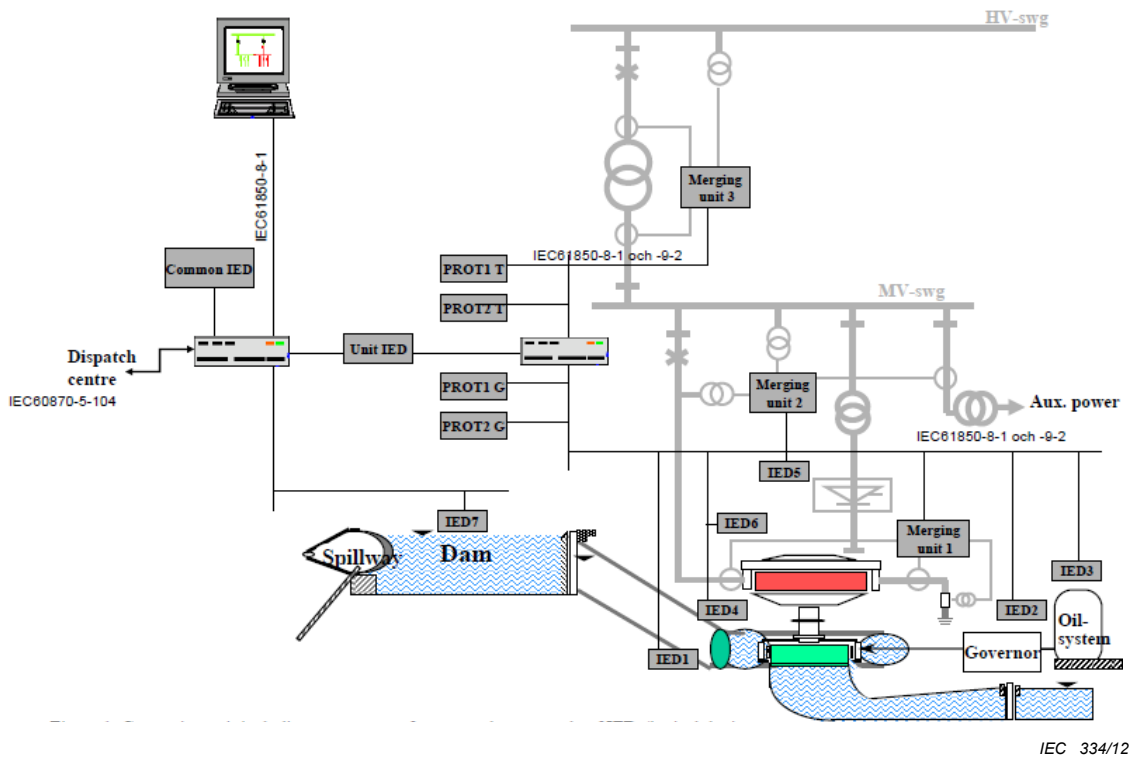 HV-swg
IEC61850-8-1
Merging
unit 3
IEC61850-8-1 och -9-2
Common IED
PROT1 T
PROT2 T
MV-swg
Unit IED
Dispatch
centre
IEC60870-5-104
PROT1 G
PROT2 G
Merging
unit 2
Aux. power
IEC61850-8-1 och -9-2
IED5
IED7
IED6
Spillway
Dam
Merging
unit 1
IED3
IED4
IED2
Oil-
system
IED1
Governor
IEC 334/12